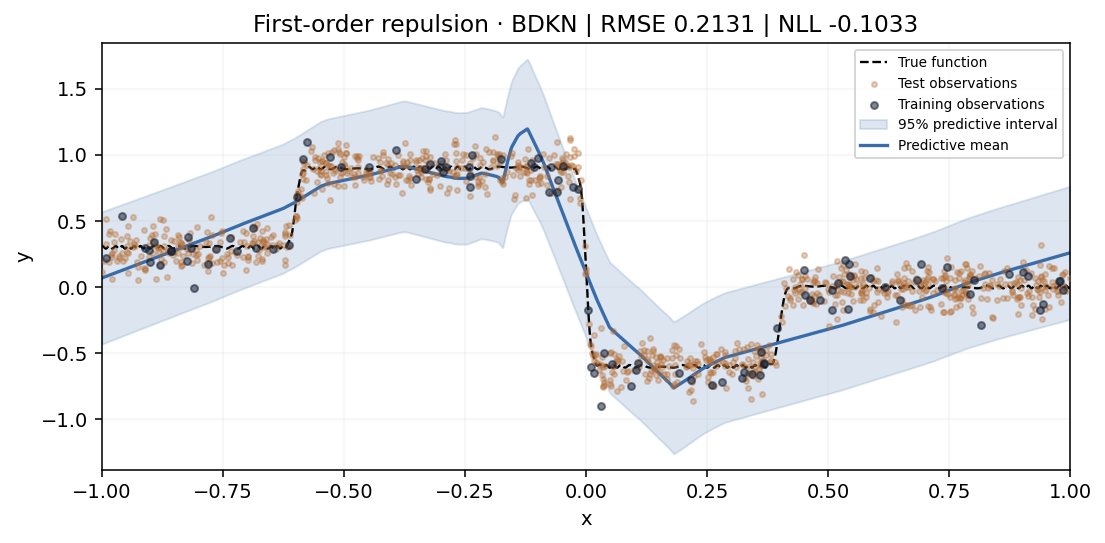 First-order repulsion · BDKN | RMSE 0.2131 | NLL -0.1033
True function
Test observations
Training observations
95% predictive interval
Predictive mean
y
1.5
1.0
0.5
0.0
−0.5
−1.0
−1.00 −0.75 −0.50 −0.25 0.00 0.25 0.50 0.75 1.00
x